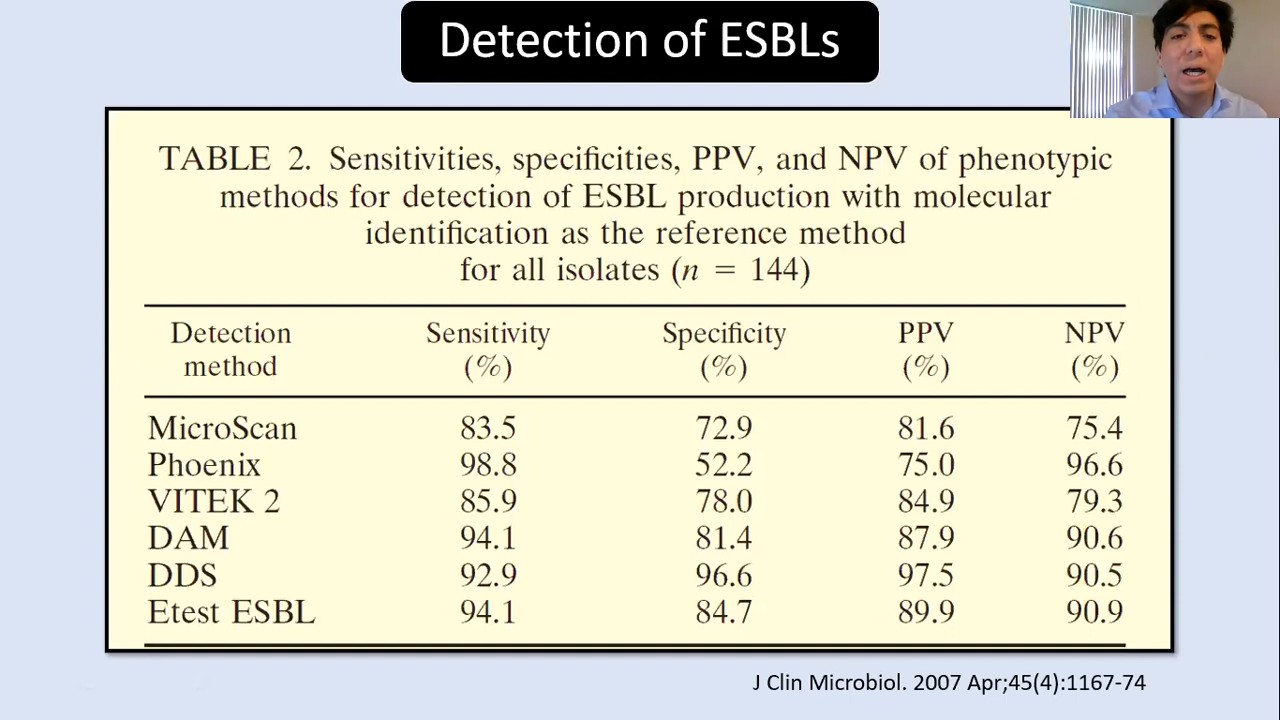 Detection of ESBLs
TABLE 2. Sensitivities, specificities, PPV, and NPV of phenotypic
methods for detection of ESBL production with molecular
identification as the reference method
for all isolates (n = 144)
Detection method Sensitivity (%) Specificity (%) PPV (%) NPV (%)
MicroScan 83.5 72.9 81.6 75.4
Phoenix 98.8 52.2 75.0 96.6
VITEK 2 85.9 78.0 84.9 79.3
DAM 94.1 81.4 87.9 90.6
DDS 92.9 96.6 97.5 90.5
Etest ESBL 94.1 84.7 89.9 90.9
J Clin Microbiol. 2007 Apr;45(4):1167-74